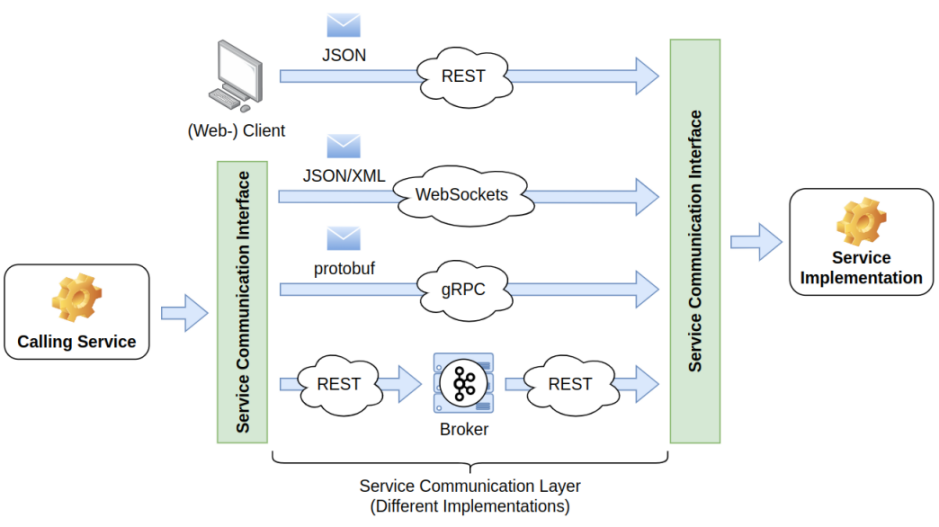 JSON
REST
(Web-) Client
JSON/XML
WebSockets
protobuf
gRPC
Calling Service
Service Communication Interface
REST
Broker
REST
Service Communication Interface
Service
Implementation
Service Communication Layer
(Different Implementations)